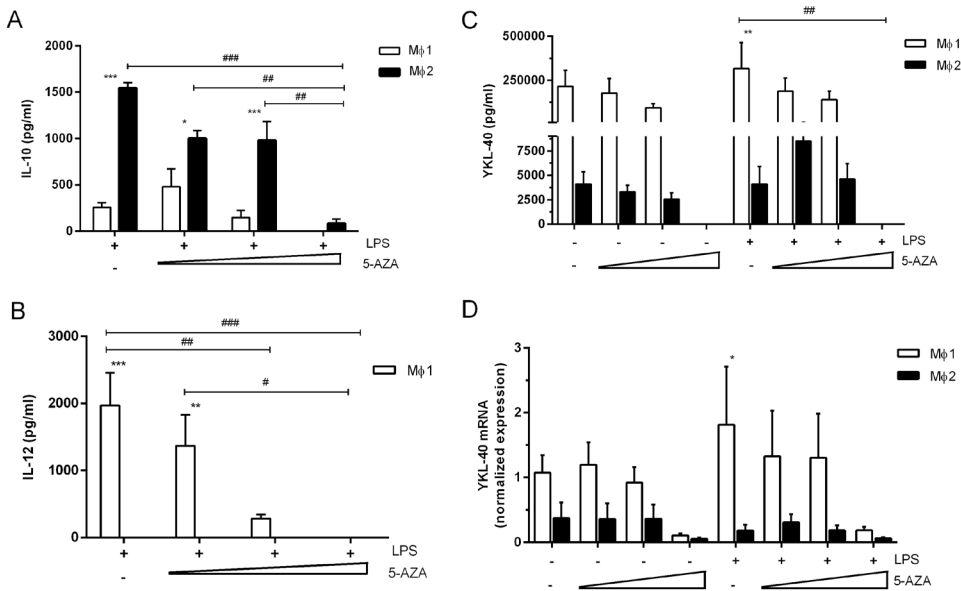 A
IL-10 (pg/ml)
2000
1500
1000
500
0
***
*
***
###
##
##
Mφ1
Mφ2
+ + + + LPS
- 5-AZA
B
IL-12 (pg/ml)
3000
2000
1000
0
###
##
#
***
**
Mφ1
+ + + + LPS
- 5-AZA
C
YKL-40 (pg/ml)
500000
250000
7500
5000
2500
0
##
**
Mφ1
Mφ2
- - - - + + + + LPS
- - 5-AZA
D
YKL-40 mRNA
(normalized expression)
3
2
1
0
*
Mφ1
Mφ2
- - - - + + + + LPS
- - 5-AZA